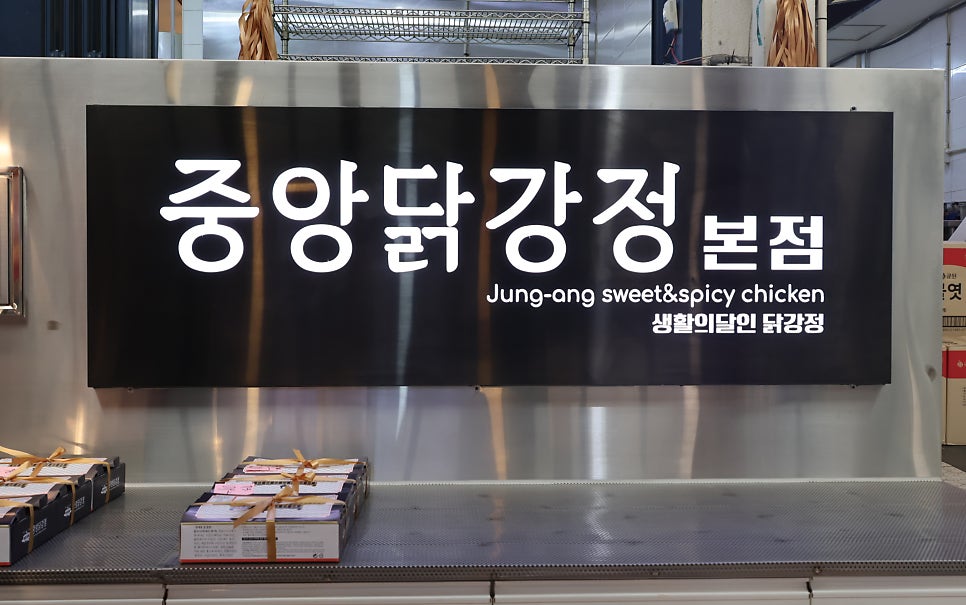 중앙닭강정 본점
Jung-ang sweet&spicy chicken
생활의달인 닭강정